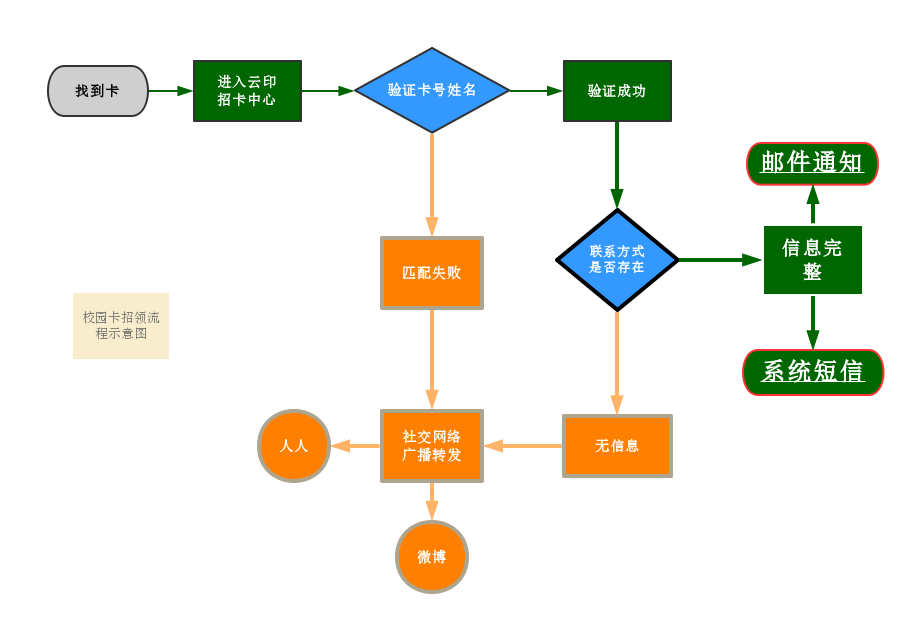 找到卡
进入云印
招卡中心
验证卡号姓名
验证成功
邮件通知
联系方式
是否存在
信息完
整
匹配失败
校园卡招领流
程示意图
系统短信
人人
社交网络
广播转发
无信息
微博